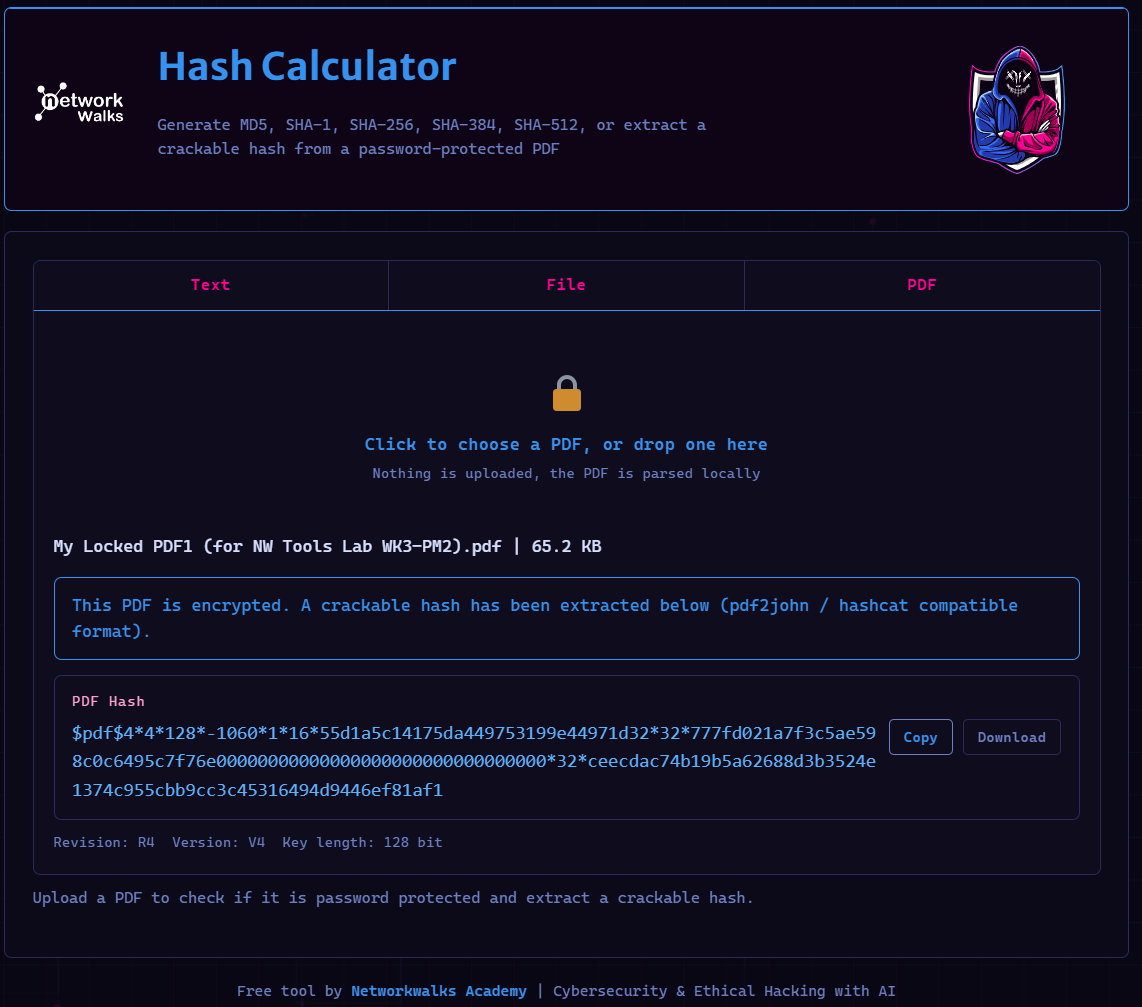 network
Walks
Hash Calculator
Generate MD5, SHA-1, SHA-256, SHA-384, SHA-512, or extract a
crackable hash from a password-protected PDF
Text
File
PDF
Click to choose a PDF, or drop one here
Nothing is uploaded, the PDF is parsed locally
My Locked PDF1 (for NW Tools Lab WK3-PM2).pdf | 65.2 KB
This PDF is encrypted. A crackable hash has been extracted below (pdf2john / hashcat compatible
format).
PDF Hash
$pdf$4*4*128*-1060*1*16*55d1a5c14175da449753199e44971d32*32*777fd021a7f3c5ae59
8c0c6495c7f76e00000000000000000000000000000000*32*ceecdac74b19b5a62688d3b3524e
1374c955cbb9cc3c45316494d9446ef81af1
Copy
Download
Revision: R4 Version: V4 Key length: 128 bit
Upload a PDF to check if it is password protected and extract a crackable hash.
Free tool by Networkwalks Academy | Cybersecurity & Ethical Hacking with AI